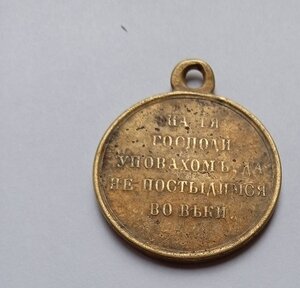 НА ТЯ
ГОСПОДИ
УПОВАХОМЪ, ДА
НЕ ПОСТЫДИМСЯ
ВО ВѢКИ.